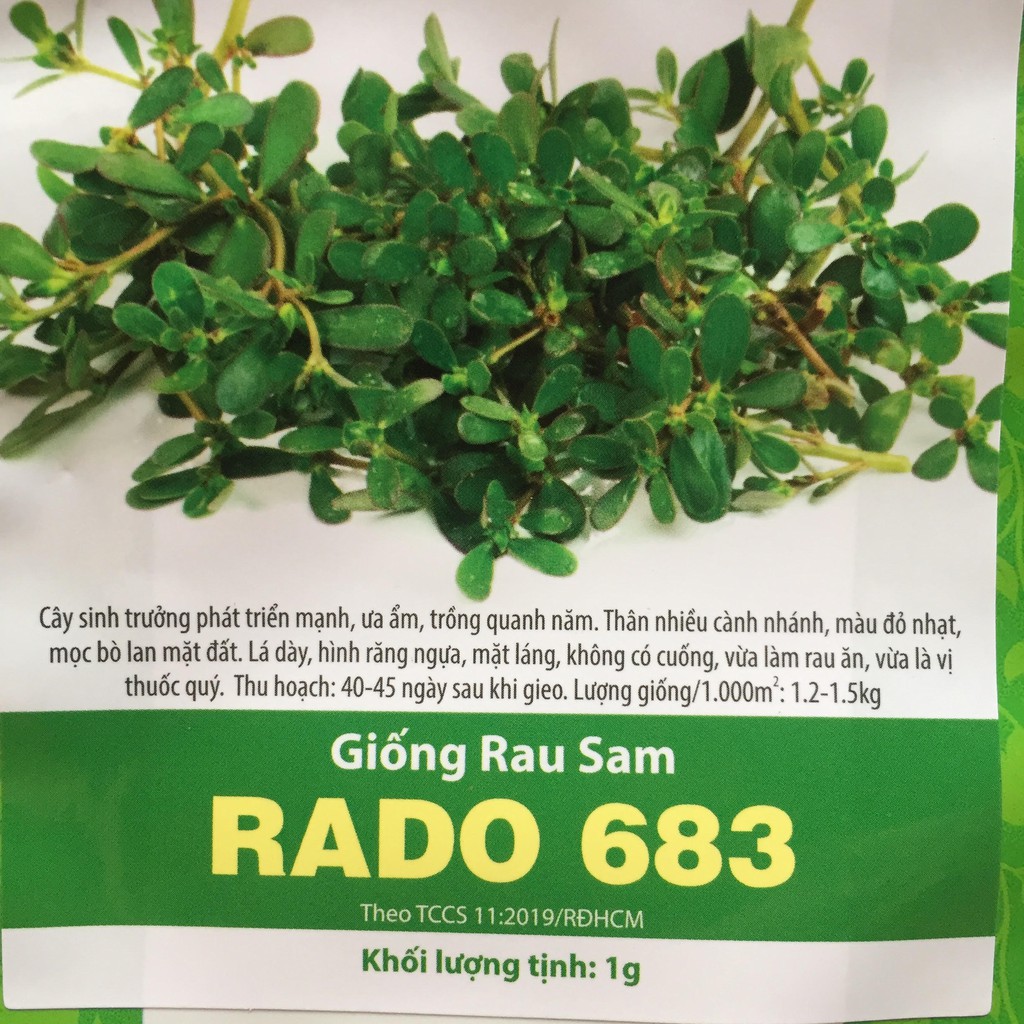 Cây sinh trưởng phát triển mạnh, ưa ẩm, trồng quanh năm. Thân nhiều cành nhánh, màu đỏ nhạt,
mọc bò lan mặt đất. Lá dày, hình răng ngựa, mặt láng, không có cuống, vừa làm rau ăn, vừa là vị
thuốc quý. Thu hoạch: 40-45 ngày sau khi gieo. Lượng giống/1.000m²: 1.2-1.5kg
Giống Rau Sam
RADO 683
Theo TCCS 11:2019/RĐHCM
Khối lượng tịnh: 1g